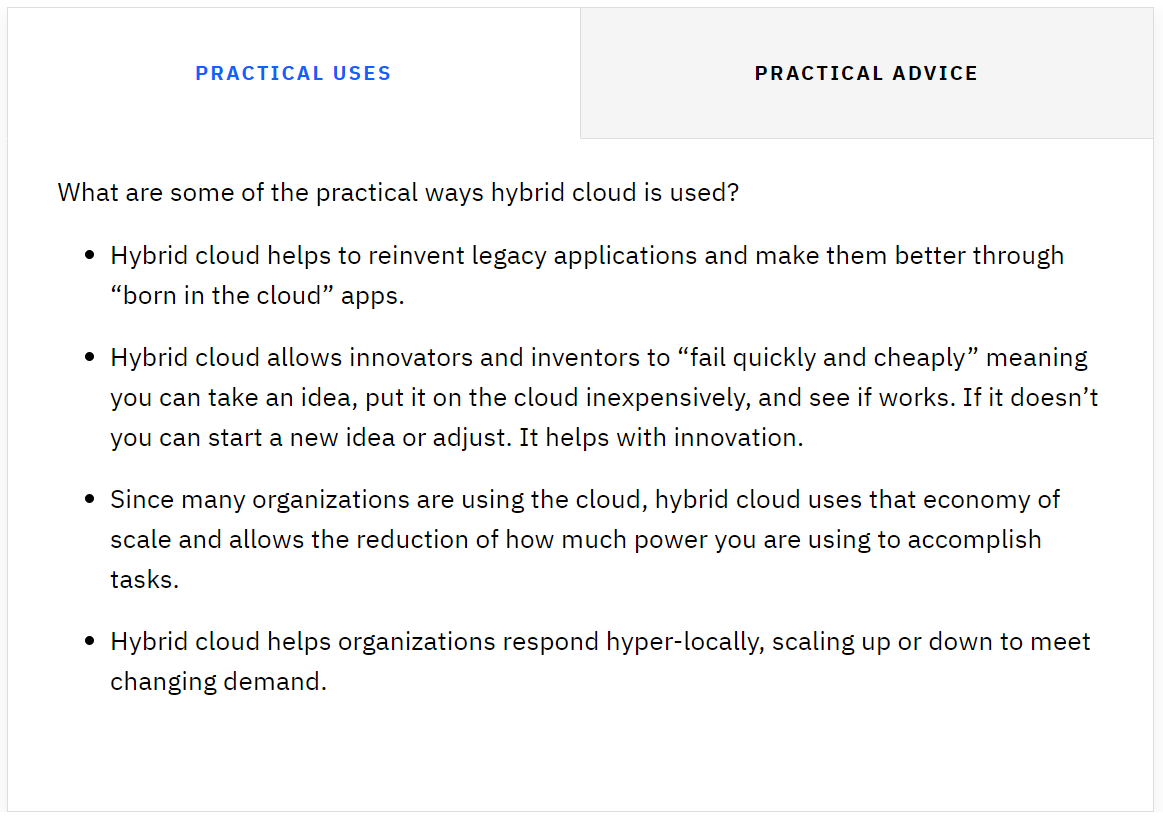 PRACTICAL USES
PRACTICAL ADVICE
What are some of the practical ways hybrid cloud is used?
• Hybrid cloud helps to reinvent legacy applications and make them better through
“born in the cloud” apps.
• Hybrid cloud allows innovators and inventors to “fail quickly and cheaply” meaning
you can take an idea, put it on the cloud inexpensively, and see if works. If it doesn’t
you can start a new idea or adjust. It helps with innovation.
• Since many organizations are using the cloud, hybrid cloud uses that economy of
scale and allows the reduction of how much power you are using to accomplish
tasks.
• Hybrid cloud helps organizations respond hyper-locally, scaling up or down to meet
changing demand.